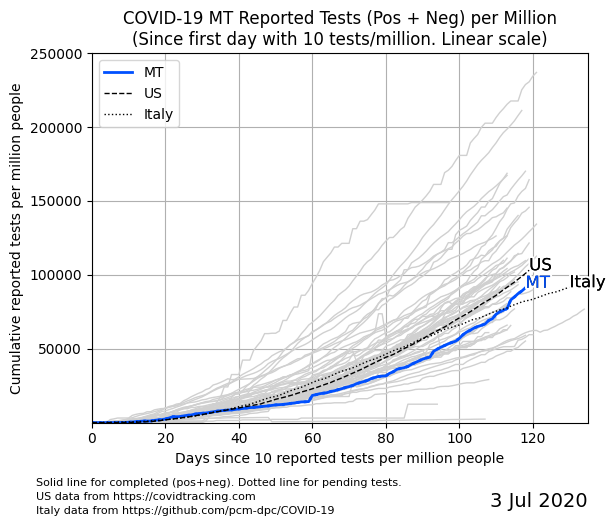 COVID-19 MT Reported Tests (Pos + Neg) per Million
(Since first day with 10 tests/million. Linear scale)
Cumulative reported tests per million people
250000
200000
150000
100000
50000
MT
US
Italy
US
MT
Italy
0
20
40
60
80
100
120
Days since 10 reported tests per million people
Solid line for completed (pos+neg). Dotted line for pending tests.
US data from https://covidtracking.com
Italy data from https://github.com/pcm-dpc/COVID-19
3 Jul 2020